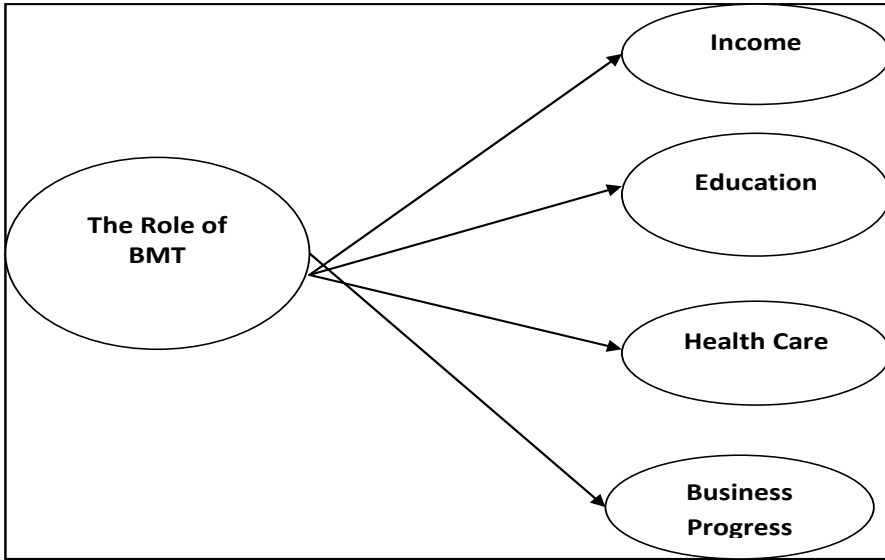 Income
Education
The Role of
BMT
Health Care
Business
Progress